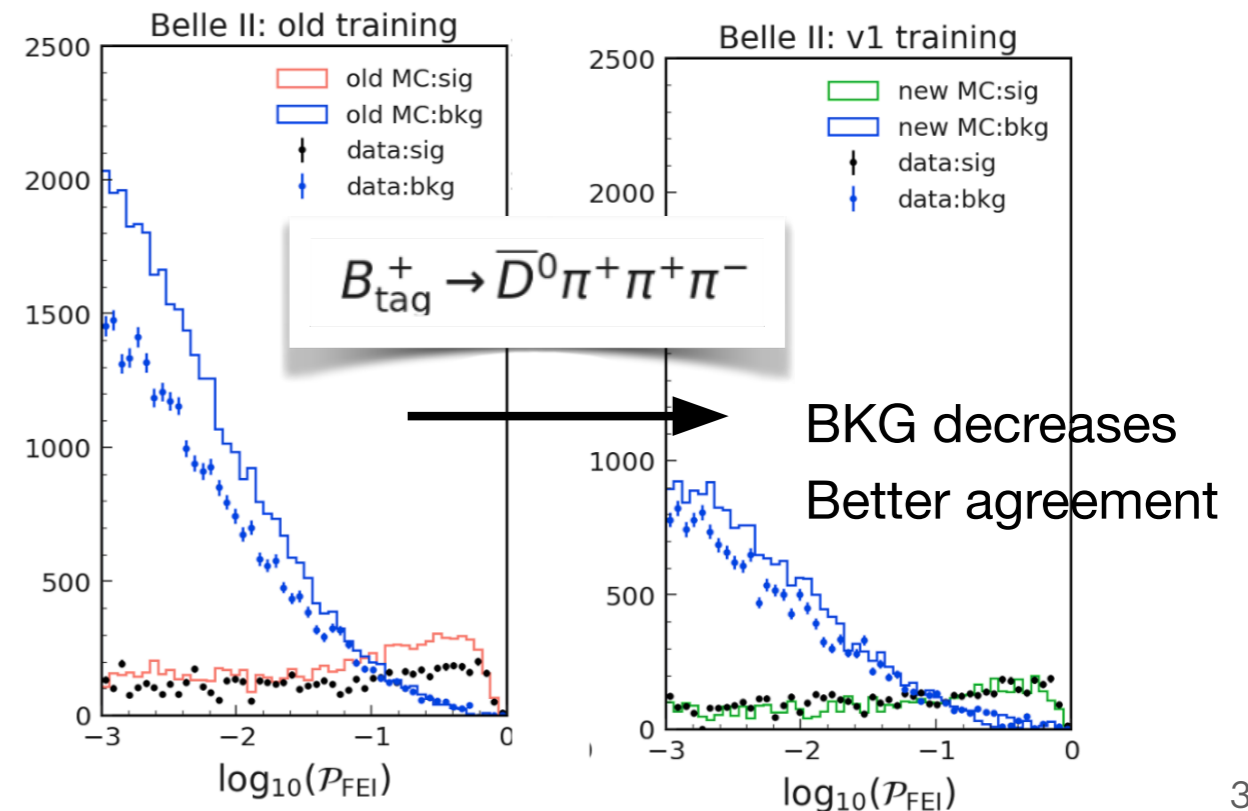 Belle II: old training
2500
2000
1500
1000
500
0
old MC:sig
old MC:bkg
data:sig
data:bkg
−3
−2
−1
0
log₁₀(𝒫FEI)
B⁺tag → D̅⁰π⁺π⁺π⁻
Belle II: v1 training
2500
2000
1000
500
0
new MC:sig
new MC:bkg
data:sig
data:bkg
BKG decreases
Better agreement
−3
−2
−1
0
log₁₀(𝒫FEI)
3